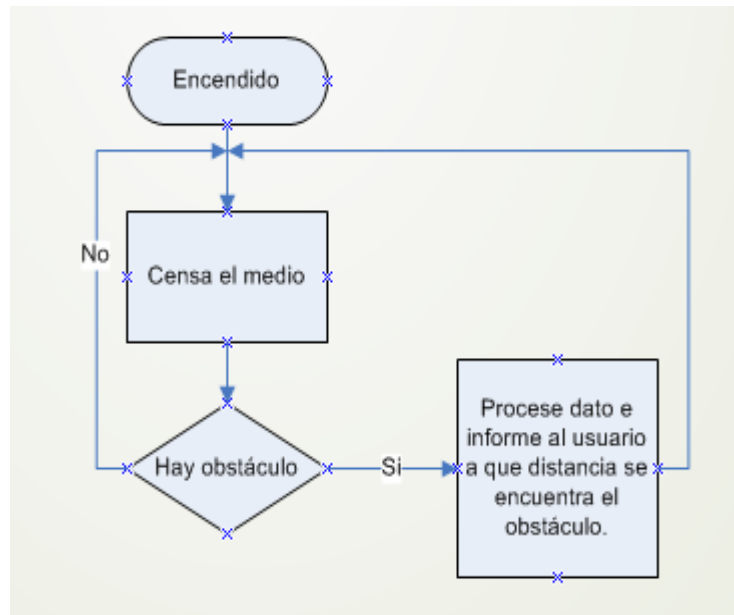 Encendido
No
Censa el medio
Hay obstáculo
Si
Procese dato e
informe al usuario
a que distancia se
encuentra el
obstáculo.